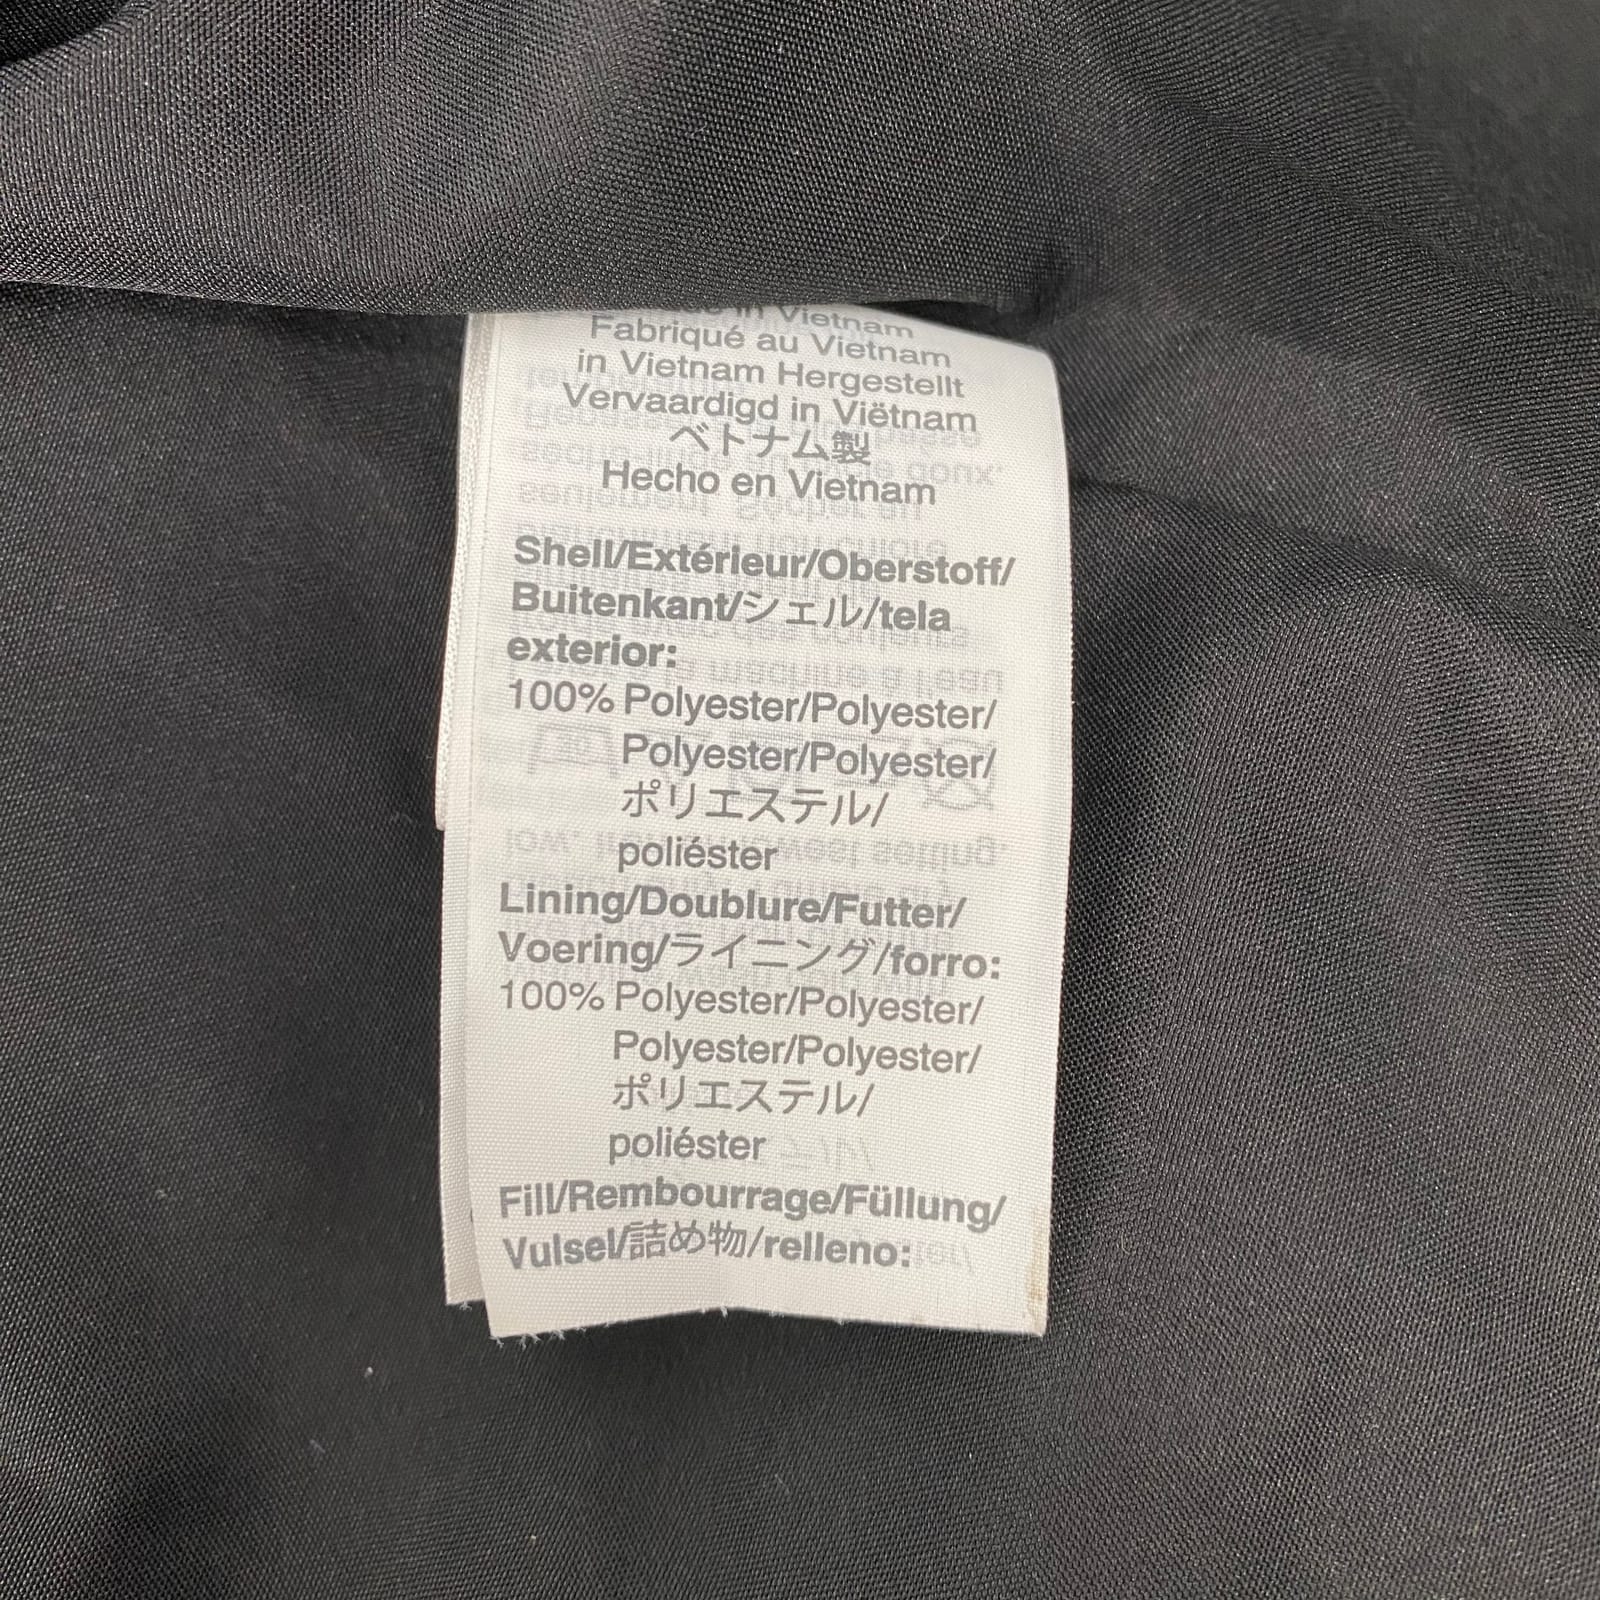 in Vietnam
Fabriqué au Vietnam
in Vietnam Hergestellt
Vervaardigd in Viëtnam
ベトナム製
Hecho en Vietnam
Shell/Extérieur/Oberstoff/
Buitenkant/シェル/tela
exterior:
100% Polyester/Polyester/
Polyester/Polyester/
ポリエステル/
poliéster
Lining/Doublure/Futter/
Voering/ライニング/forro:
100% Polyester/Polyester/
Polyester/Polyester/
ポリエステル/
poliéster
Fill/Rembourrage/Füllung/
Vulsel/詰め物/relleno: